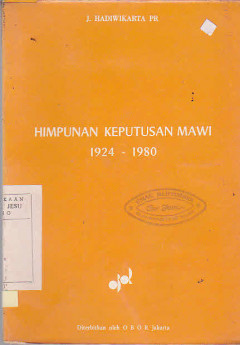 J. HADIWIKARTA PR
HIMPUNAN KEPUTUSAN MAWI
1924 - 1980
Diterbitkan oleh O B O R Jakarta